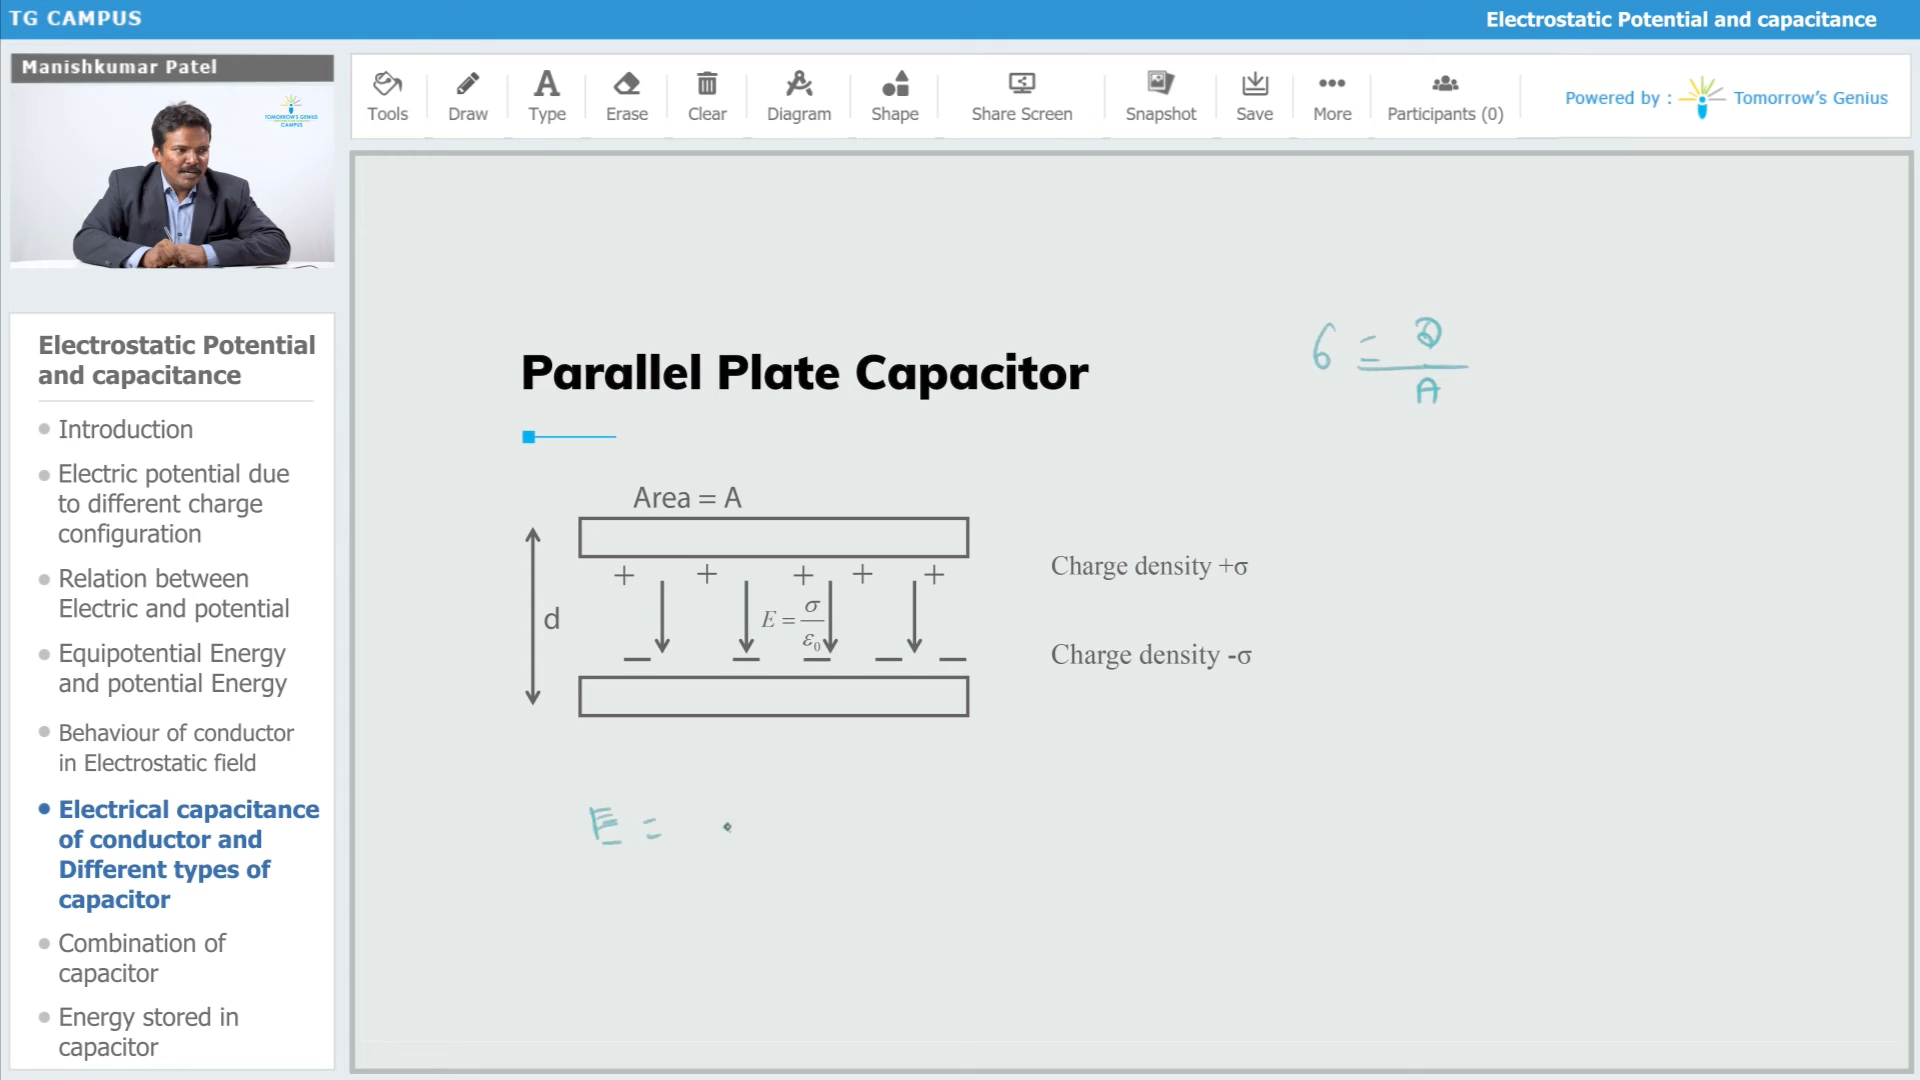 TG CAMPUS
Electrostatic Potential and capacitance
Manishkumar Patel
TOMORROW'S GENIUS
CAMPUS
Tools
Draw
Type
Erase
Clear
Diagram
Shape
Share Screen
Snapshot
Save
More
Participants (0)
Powered by :
Tomorrow's Genius
Electrostatic Potential
and capacitance
Introduction
Electric potential due
to different charge
configuration
Relation between
Electric and potential
Equipotential Energy
and potential Energy
Behaviour of conductor
in Electrostatic field
Electrical capacitance
of conductor and
Different types of
capacitor
Combination of
capacitor
Energy stored in
capacitor
Parallel Plate Capacitor
σ = Q
A
Area = A
+ + + + +
d
E = σ
ε₀
— — — — —
Charge density +σ
Charge density -σ
E =